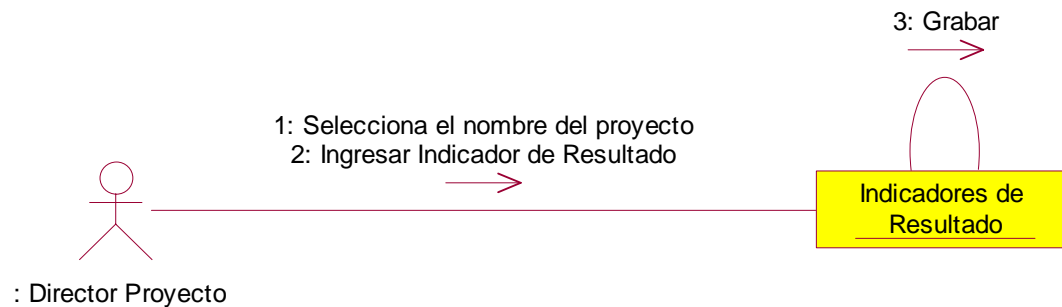 3: Grabar
1: Selecciona el nombre del proyecto
2: Ingresar Indicador de Resultado
Indicadores de
Resultado
: Director Proyecto